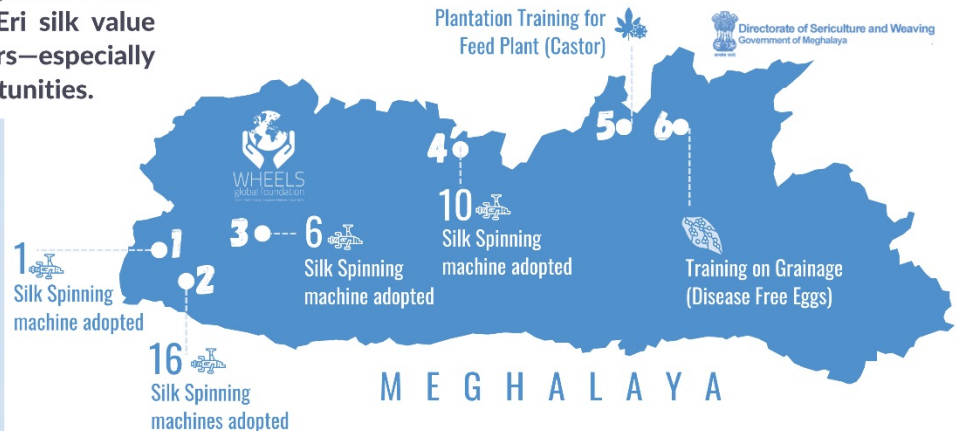 Eri silk value
rs—especially
tunities.
Plantation Training for
Feed Plant (Castor)
Directorate of Sericulture and Weaving
Government of Meghalaya
WHEELS
global foundation
5
6
4
10
Silk Spinning
machine adopted
3
6
Silk Spinning
machine adopted
1
1
Silk Spinning
machine adopted
2
16
Silk Spinning
machines adopted
Training on Grainage
(Disease Free Eggs)
MEGHALAYA